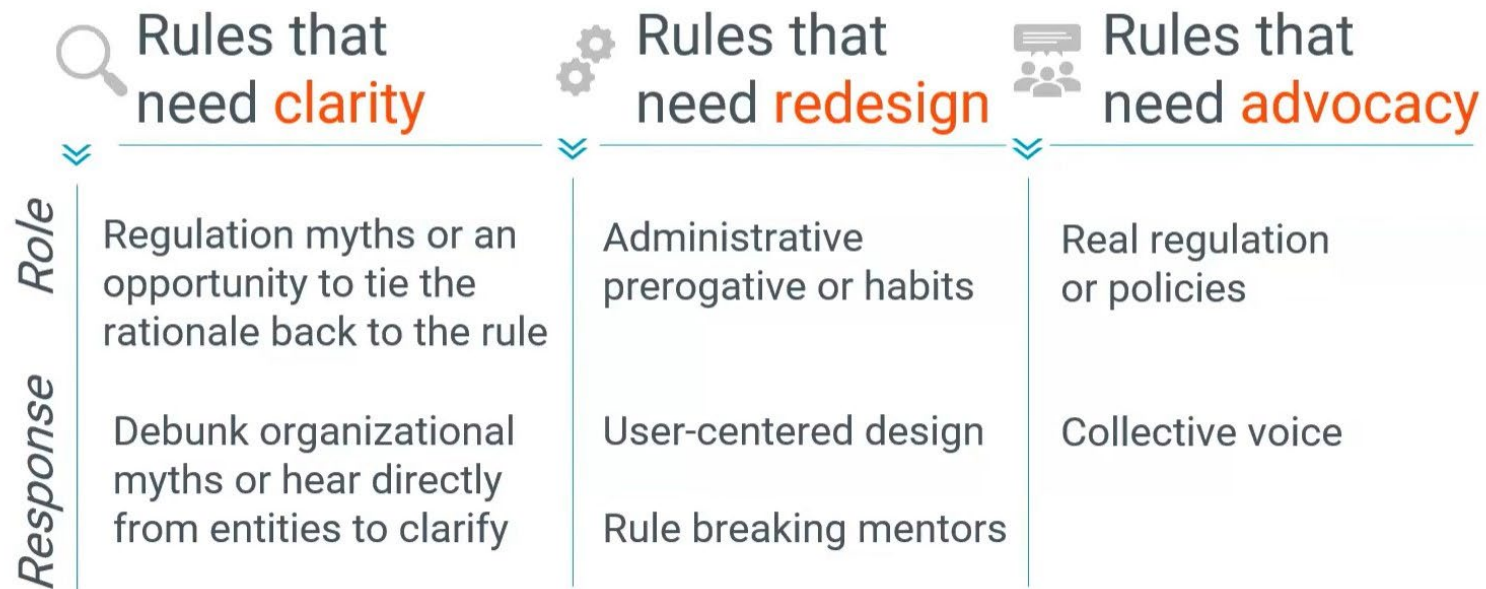 Rules that
need clarity
Rules that
need redesign
Rules that
need advocacy
Role
Regulation myths or an
opportunity to tie the
rationale back to the rule
Administrative
prerogative or habits
Real regulation
or policies
Response
Debunk organizational
myths or hear directly
from entities to clarify
User-centered design
Rule breaking mentors
Collective voice